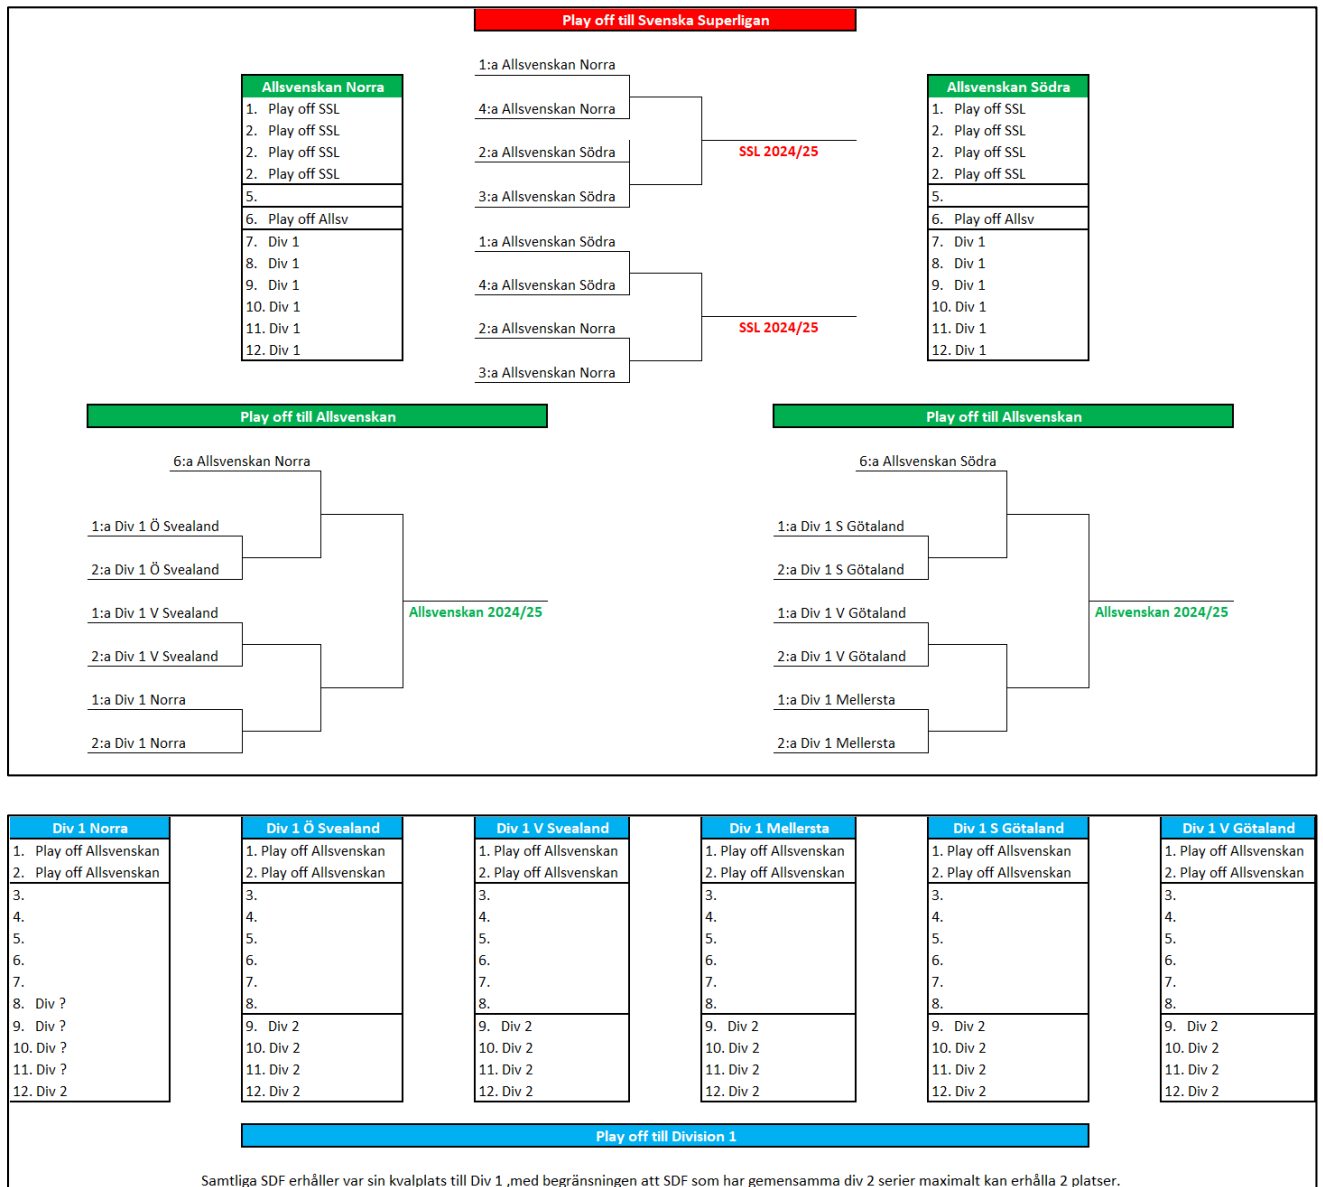 Play off till Svenska Superligan
Allsvenskan Norra
1. Play off SSL
2. Play off SSL
2. Play off SSL
2. Play off SSL
5.
6. Play off Allsv
7. Div 1
8. Div 1
9. Div 1
10. Div 1
11. Div 1
12. Div 1
1:a Allsvenskan Norra
4:a Allsvenskan Norra
2:a Allsvenskan Södra
3:a Allsvenskan Södra
SSL 2024/25
1:a Allsvenskan Södra
4:a Allsvenskan Södra
2:a Allsvenskan Norra
3:a Allsvenskan Norra
SSL 2024/25
Allsvenskan Södra
1. Play off SSL
2. Play off SSL
2. Play off SSL
2. Play off SSL
5.
6. Play off Allsv
7. Div 1
8. Div 1
9. Div 1
10. Div 1
11. Div 1
12. Div 1
Play off till Allsvenskan
6:a Allsvenskan Norra
1:a Div 1 Ö Svealand
2:a Div 1 Ö Svealand
1:a Div 1 V Svealand
2:a Div 1 V Svealand
1:a Div 1 Norra
2:a Div 1 Norra
Allsvenskan 2024/25
Play off till Allsvenskan
6:a Allsvenskan Södra
1:a Div 1 S Götaland
2:a Div 1 S Götaland
1:a Div 1 V Götaland
2:a Div 1 V Götaland
1:a Div 1 Mellersta
2:a Div 1 Mellersta
Allsvenskan 2024/25
Div 1 Norra
1. Play off Allsvenskan
2. Play off Allsvenskan
3.
4.
5.
6.
7.
8. Div ?
9. Div ?
10. Div ?
11. Div ?
12. Div 2
Div 1 Ö Svealand
1. Play off Allsvenskan
2. Play off Allsvenskan
3.
4.
5.
6.
7.
8.
9. Div 2
10. Div 2
11. Div 2
12. Div 2
Div 1 V Svealand
1. Play off Allsvenskan
2. Play off Allsvenskan
3.
4.
5.
6.
7.
8.
9. Div 2
10. Div 2
11. Div 2
12. Div 2
Div 1 Mellersta
1. Play off Allsvenskan
2. Play off Allsvenskan
3.
4.
5.
6.
7.
8.
9. Div 2
10. Div 2
11. Div 2
12. Div 2
Div 1 S Götaland
1. Play off Allsvenskan
2. Play off Allsvenskan
3.
4.
5.
6.
7.
8.
9. Div 2
10. Div 2
11. Div 2
12. Div 2
Div 1 V Götaland
1. Play off Allsvenskan
2. Play off Allsvenskan
3.
4.
5.
6.
7.
8.
9. Div 2
10. Div 2
11. Div 2
12. Div 2
Play off till Division 1
Samtliga SDF erhåller var sin kvalplats till Div 1 ,med begränsningen att SDF som har gemensamma div 2 serier maximalt kan erhålla 2 platser.